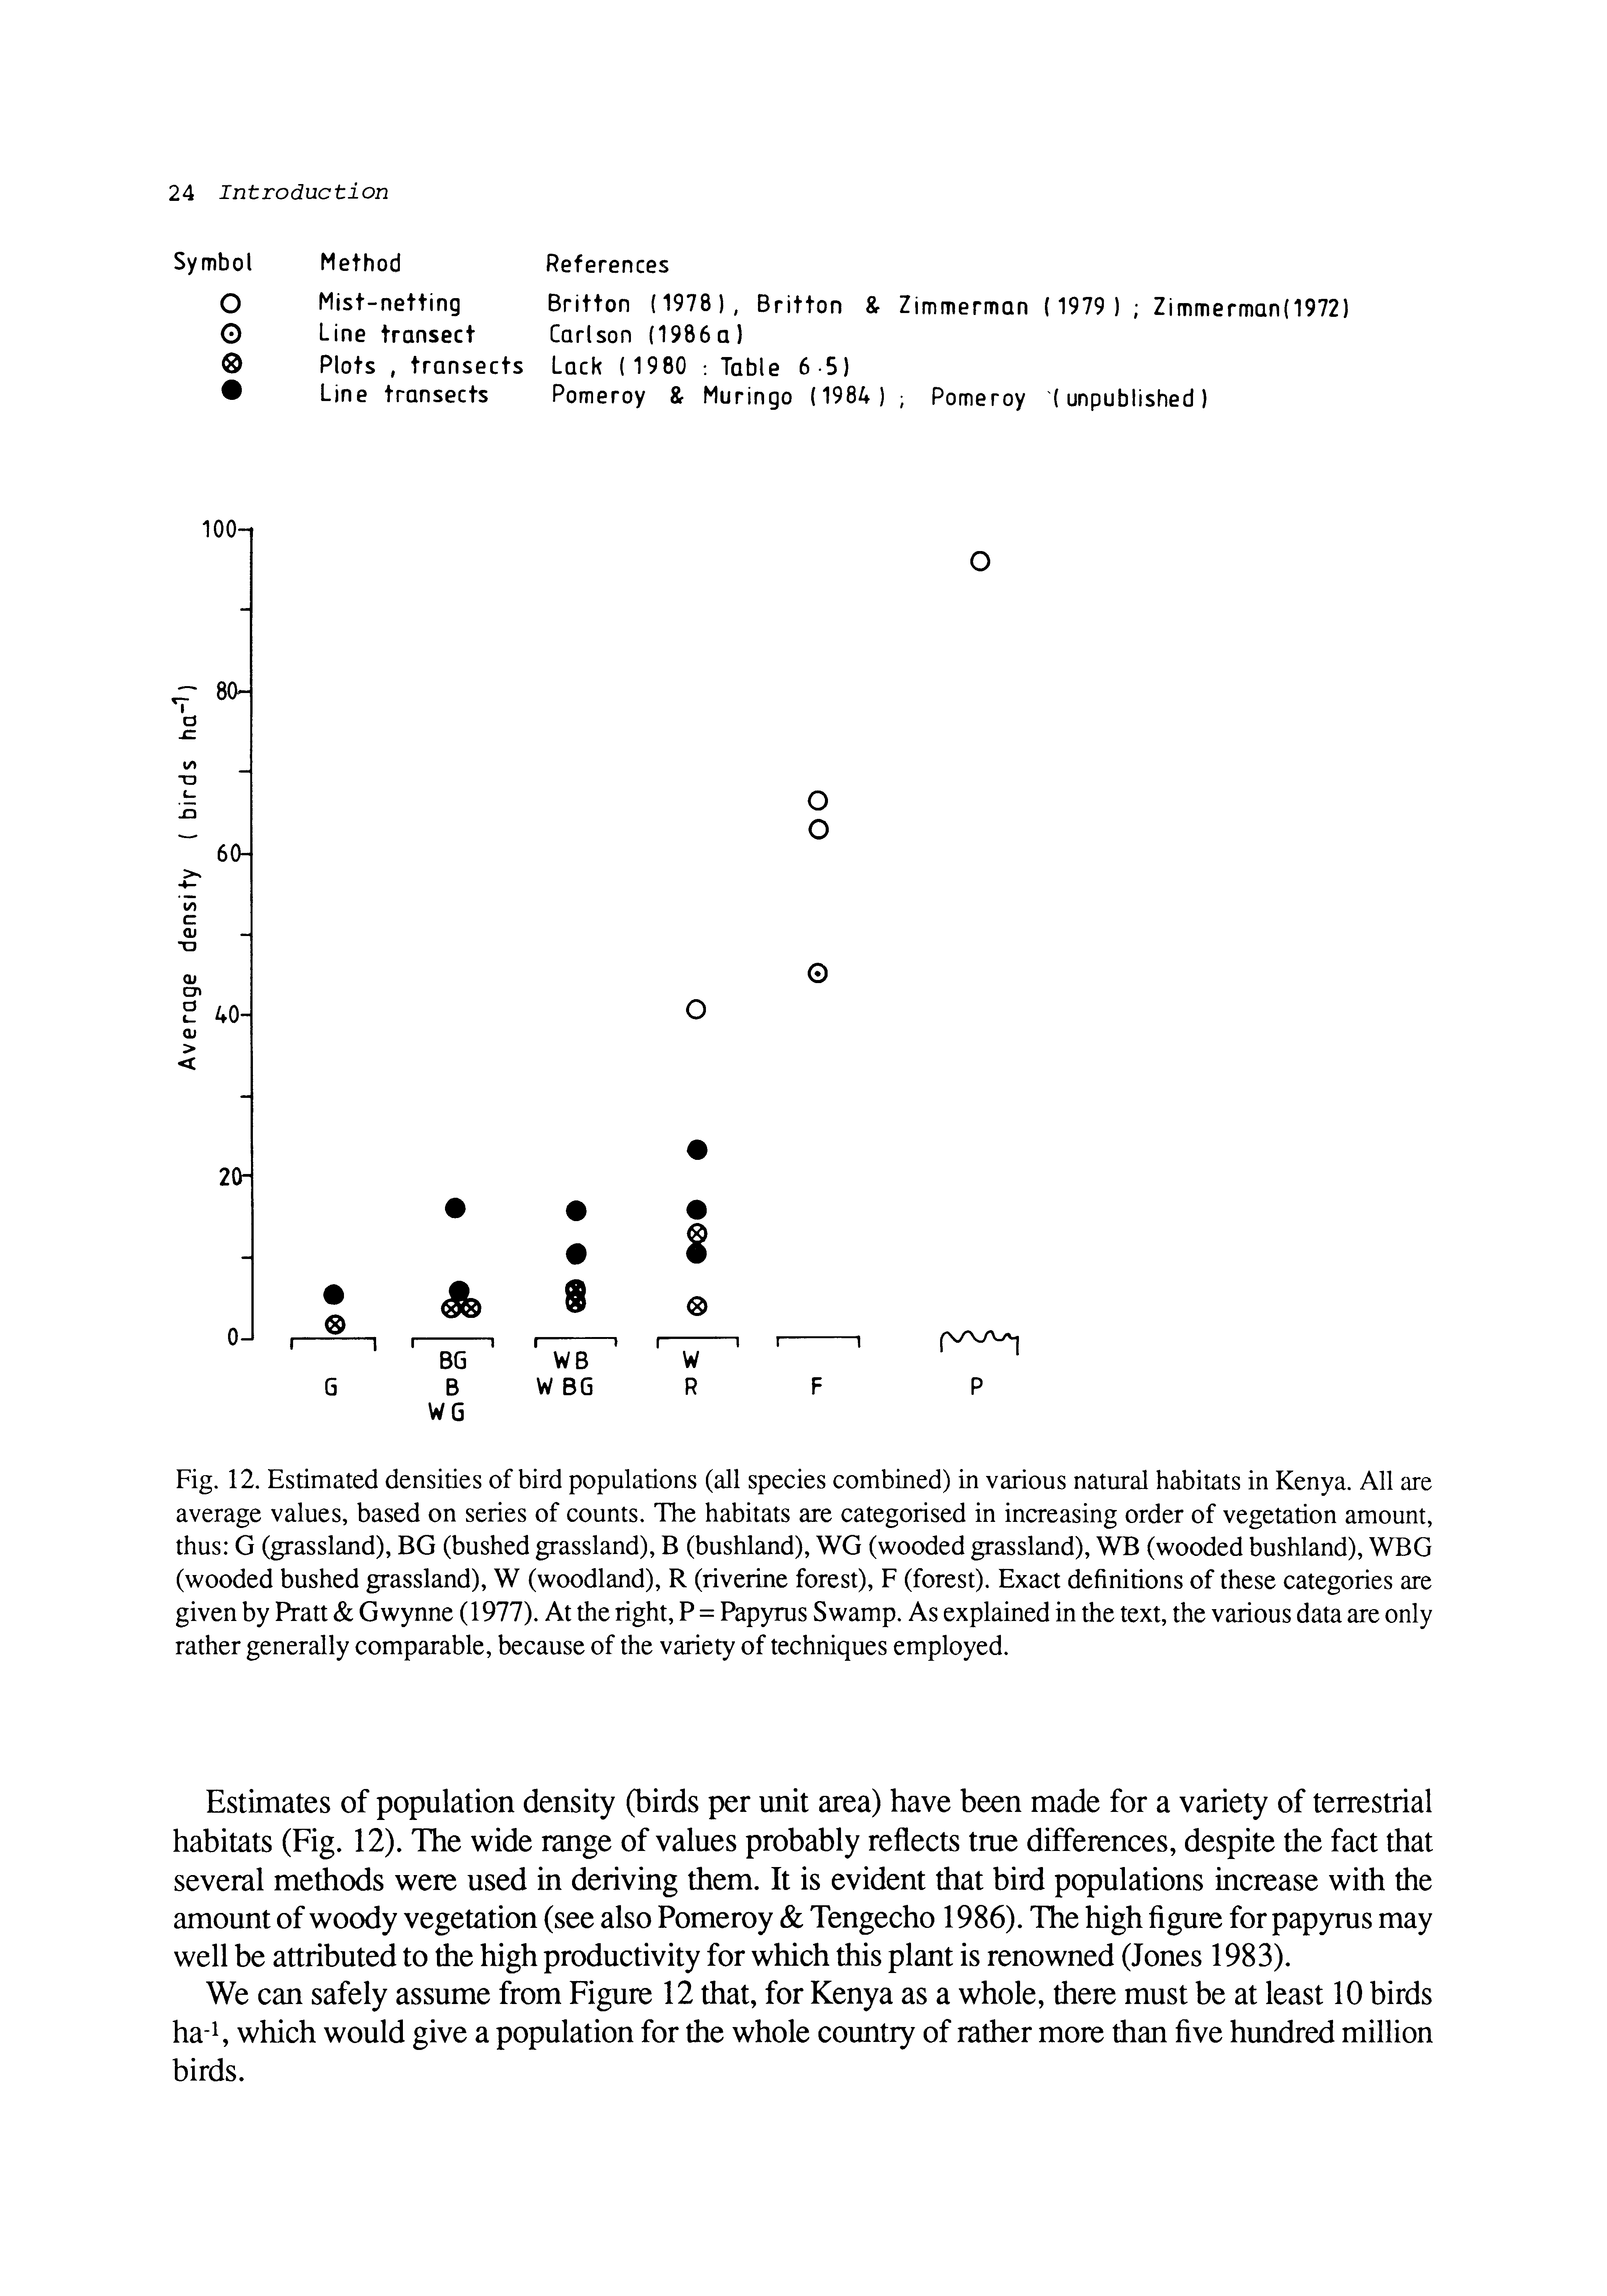 24 Introduction
Symbol Method References
Mist-netting Britton (1978), Britton & Zimmerman (1979) ; Zimmerman(1972)
Line transect Carlson (1986a)
Plots , transects Lack (1980 : Table 6.5)
Line transects Pomeroy & Muringo (1984) ; Pomeroy (unpublished)
100
80
60
40
20
0
Average density (birds ha-1)
BG WB W
G B WBG R F P
WG
Fig. 12. Estimated densities of bird populations (all species combined) in various natural habitats in Kenya. All are
average values, based on series of counts. The habitats are categorised in increasing order of vegetation amount,
thus: G (grassland), BG (bushed grassland), B (bushland), WG (wooded grassland), WB (wooded bushland), WBG
(wooded bushed grassland), W (woodland), R (riverine forest), F (forest). Exact definitions of these categories are
given by Pratt & Gwynne (1977). At the right, P = Papyrus Swamp. As explained in the text, the various data are only
rather generally comparable, because of the variety of techniques employed.
Estimates of population density (birds per unit area) have been made for a variety of terrestrial
habitats (Fig. 12). The wide range of values probably reflects true differences, despite the fact that
several methods were used in deriving them. It is evident that bird populations increase with the
amount of woody vegetation (see also Pomeroy & Tengecho 1986). The high figure for papyrus may
well be attributed to the high productivity for which this plant is renowned (Jones 1983).
We can safely assume from Figure 12 that, for Kenya as a whole, there must be at least 10 birds
ha-1, which would give a population for the whole country of rather more than five hundred million
birds.